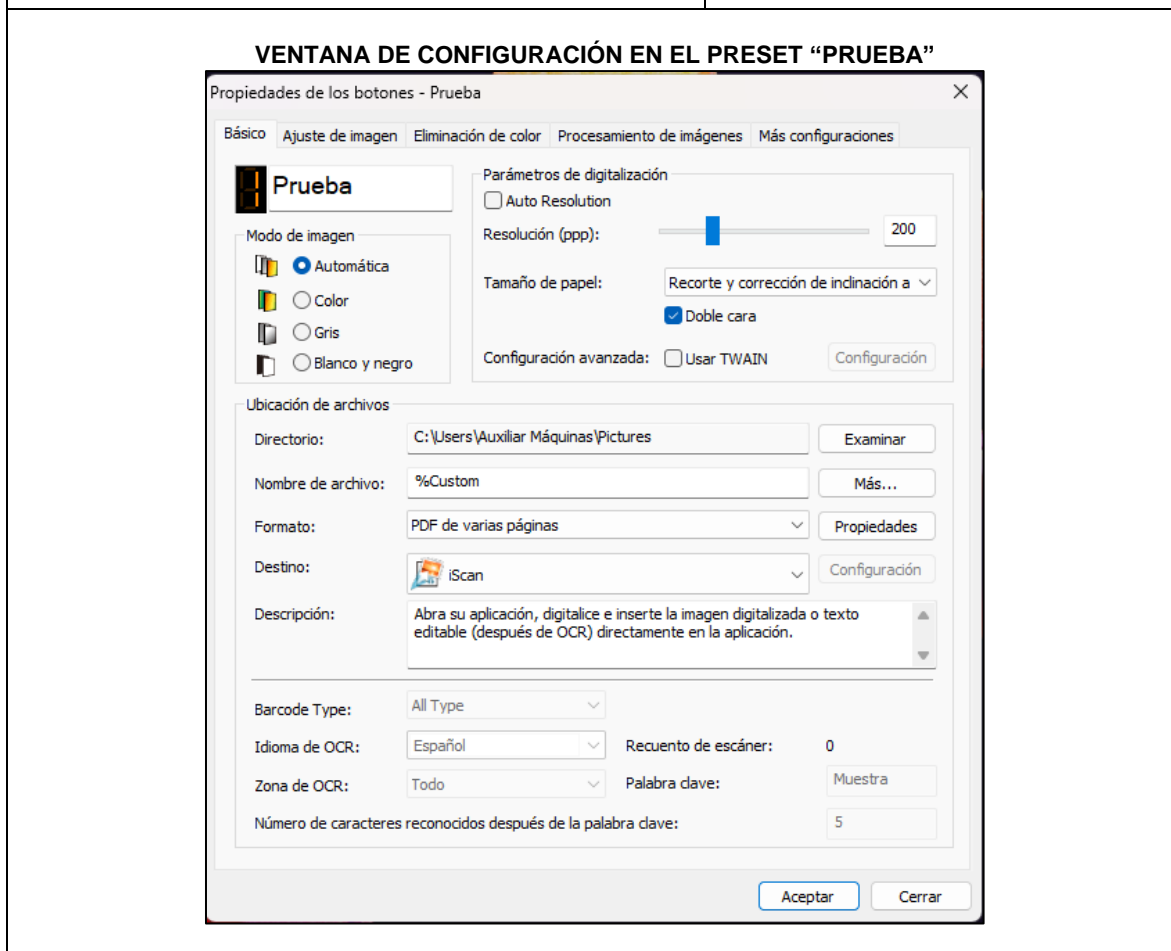 VENTANA DE CONFIGURACIÓN EN EL PRESET “PRUEBA”
Propiedades de los botones - Prueba
Básico Ajuste de imagen Eliminación de color Procesamiento de imágenes Más configuraciones
1 Prueba
Modo de imagen
Automática
Color
Gris
Blanco y negro
Parámetros de digitalización
Auto Resolution
Resolución (ppp): 200
Tamaño de papel: Recorte y corrección de inclinación a
Doble cara
Configuración avanzada: Usar TWAIN Configuración
Ubicación de archivos
Directorio: C:\Users\Auxiliar Máquinas\Pictures Examinar
Nombre de archivo: %Custom Más...
Formato: PDF de varias páginas Propiedades
Destino: iScan Configuración
Descripción: Abra su aplicación, digitalice e inserte la imagen digitalizada o texto
editable (después de OCR) directamente en la aplicación.
Barcode Type: All Type
Idioma de OCR: Español Recuento de escáner: 0
Zona de OCR: Todo Palabra clave: Muestra
Número de caracteres reconocidos después de la palabra clave: 5
Aceptar Cerrar